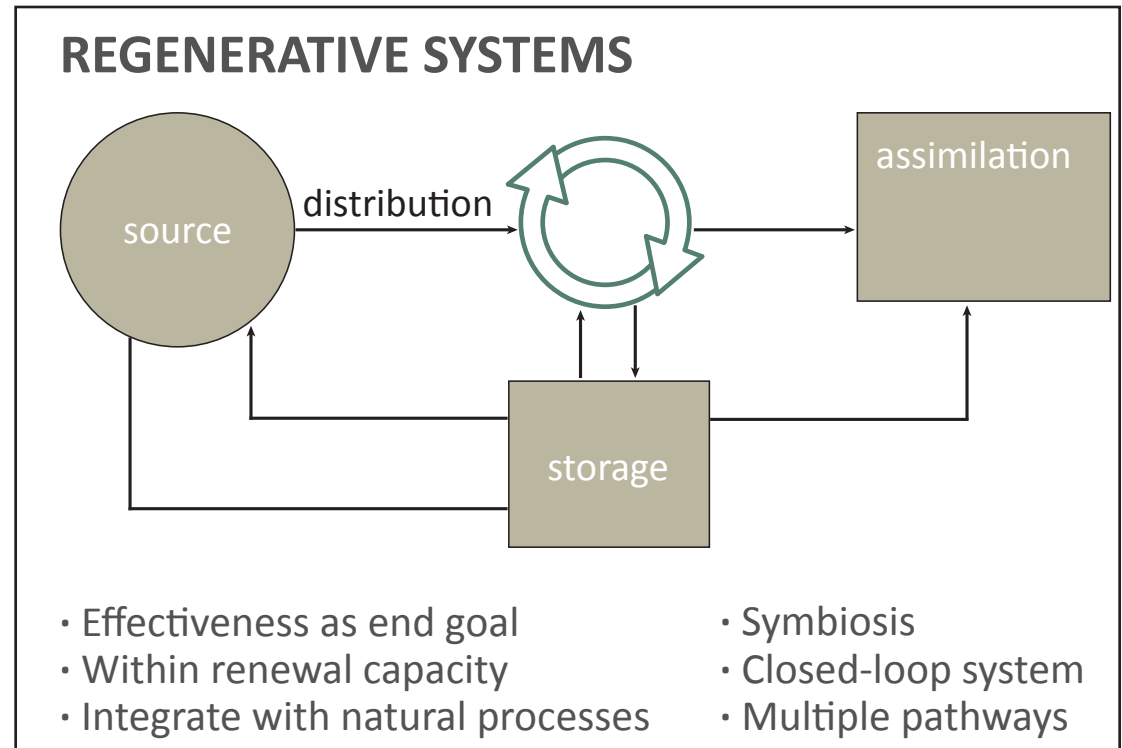 REGENERATIVE SYSTEMS
source
distribution
assimilation
storage
· Effectiveness as end goal
· Within renewal capacity
· Integrate with natural processes
· Symbiosis
· Closed-loop system
· Multiple pathways